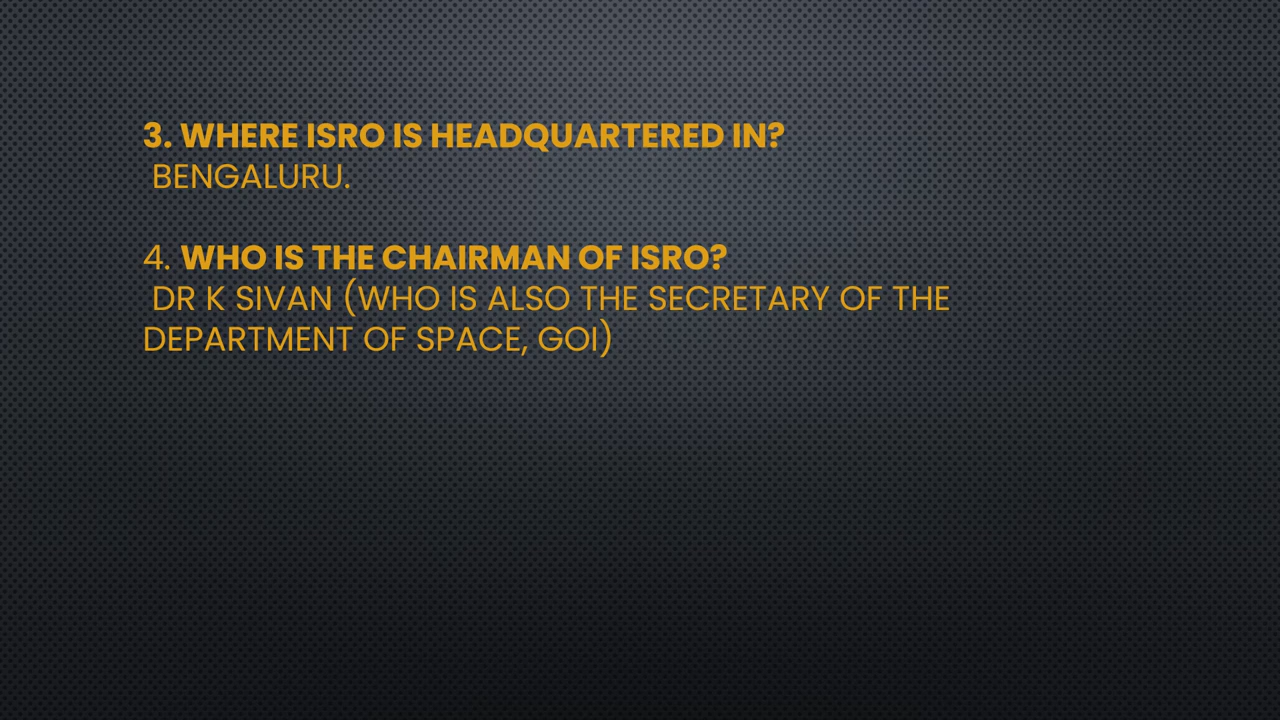 3. WHERE ISRO IS HEADQUARTERED IN?
BENGALURU.
4. WHO IS THE CHAIRMAN OF ISRO?
DR K SIVAN (WHO IS ALSO THE SECRETARY OF THE
DEPARTMENT OF SPACE, GOI)